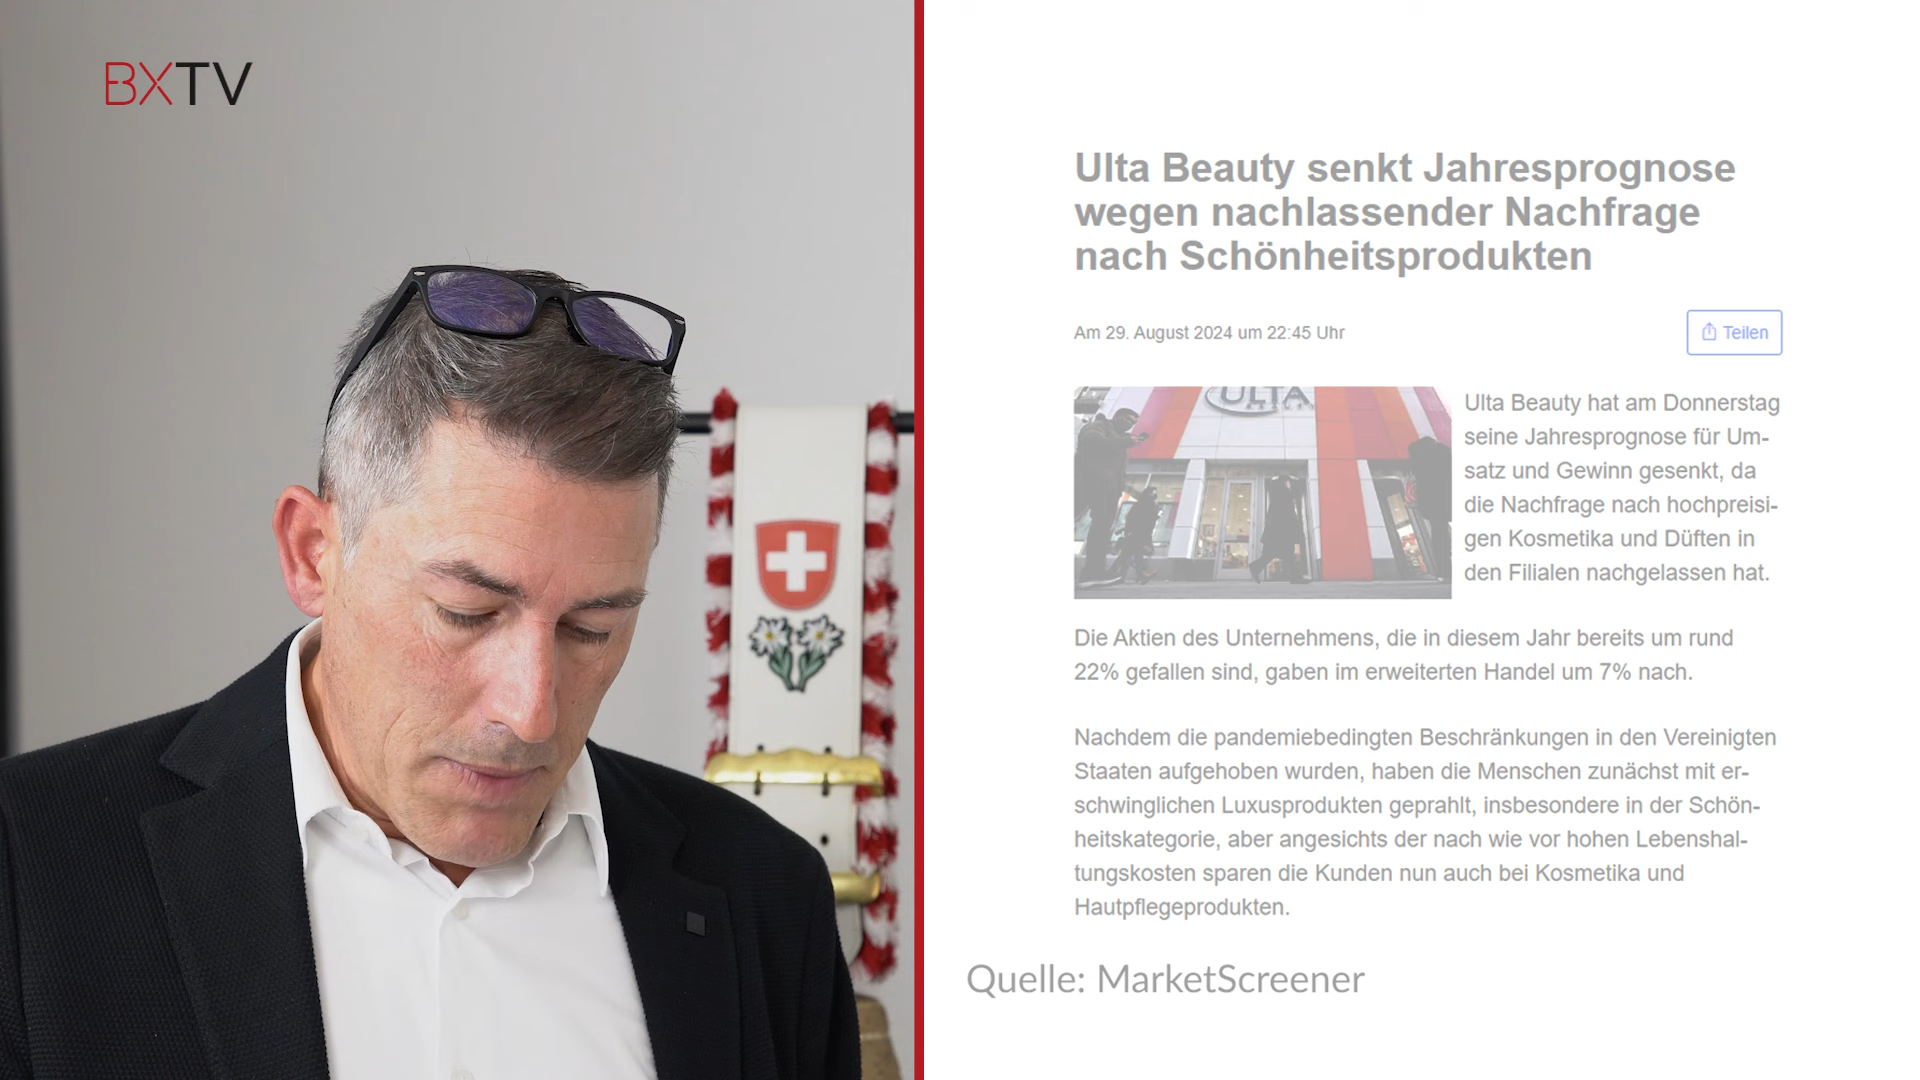 BXTV
Ulta Beauty senkt Jahresprognose
wegen nachlassender Nachfrage
nach Schönheitsprodukten
Am 29. August 2024 um 22:45 Uhr
Teilen
ULTA
Ulta Beauty hat am Donnerstag
seine Jahresprognose für Um-
satz und Gewinn gesenkt, da
die Nachfrage nach hochpreisi-
gen Kosmetika und Düften in
den Filialen nachgelassen hat.
Die Aktien des Unternehmens, die in diesem Jahr bereits um rund
22% gefallen sind, gaben im erweiterten Handel um 7% nach.
Nachdem die pandemiebedingten Beschränkungen in den Vereinigten
Staaten aufgehoben wurden, haben die Menschen zunächst mit er-
schwinglichen Luxusprodukten geprahlt, insbesondere in der Schön-
heitskategorie, aber angesichts der nach wie vor hohen Lebenshal-
tungskosten sparen die Kunden nun auch bei Kosmetika und
Hautpflegeprodukten.
Quelle: MarketScreener